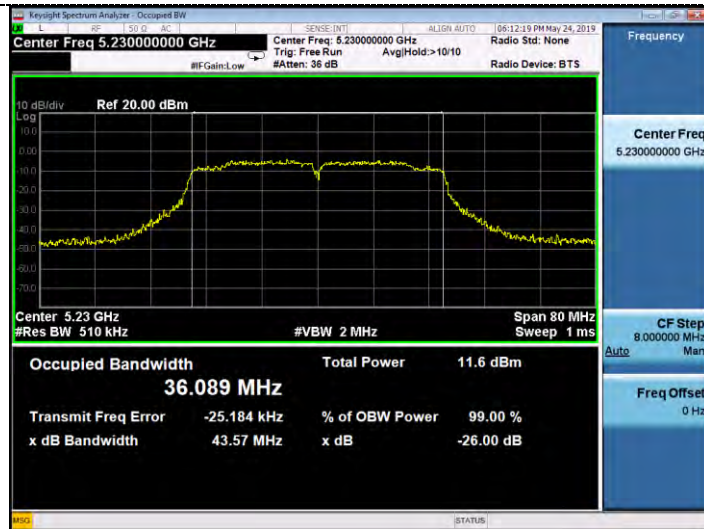 Keysight Spectrum Analyzer - Occupied BW
L RF 50 Ω AC SENSE:INT ALIGN AUTO 06:12:19 PM May 24, 2019
Center Freq 5.230000000 GHz
Center Freq: 5.230000000 GHz Radio Std: None
Trig: Free Run Avg|Hold:>10/10
#IFGain:Low #Atten: 36 dB Radio Device: BTS
10 dB/div Ref 20.00 dBm
Log
10.0
0.00
-10.0
-20.0
-30.0
-40.0
-50.0
-60.0
-70.0
Center 5.23 GHz Span 80 MHz
#Res BW 510 kHz #VBW 2 MHz Sweep 1 ms
Occupied Bandwidth Total Power 11.6 dBm
36.089 MHz
Transmit Freq Error -25.184 kHz % of OBW Power 99.00 %
x dB Bandwidth 43.57 MHz x dB -26.00 dB
MSG STATUS
Frequency
Center Freq
5.230000000 GHz
CF Step
8.000000 MHz
Auto Man
Freq Offset
0 Hz